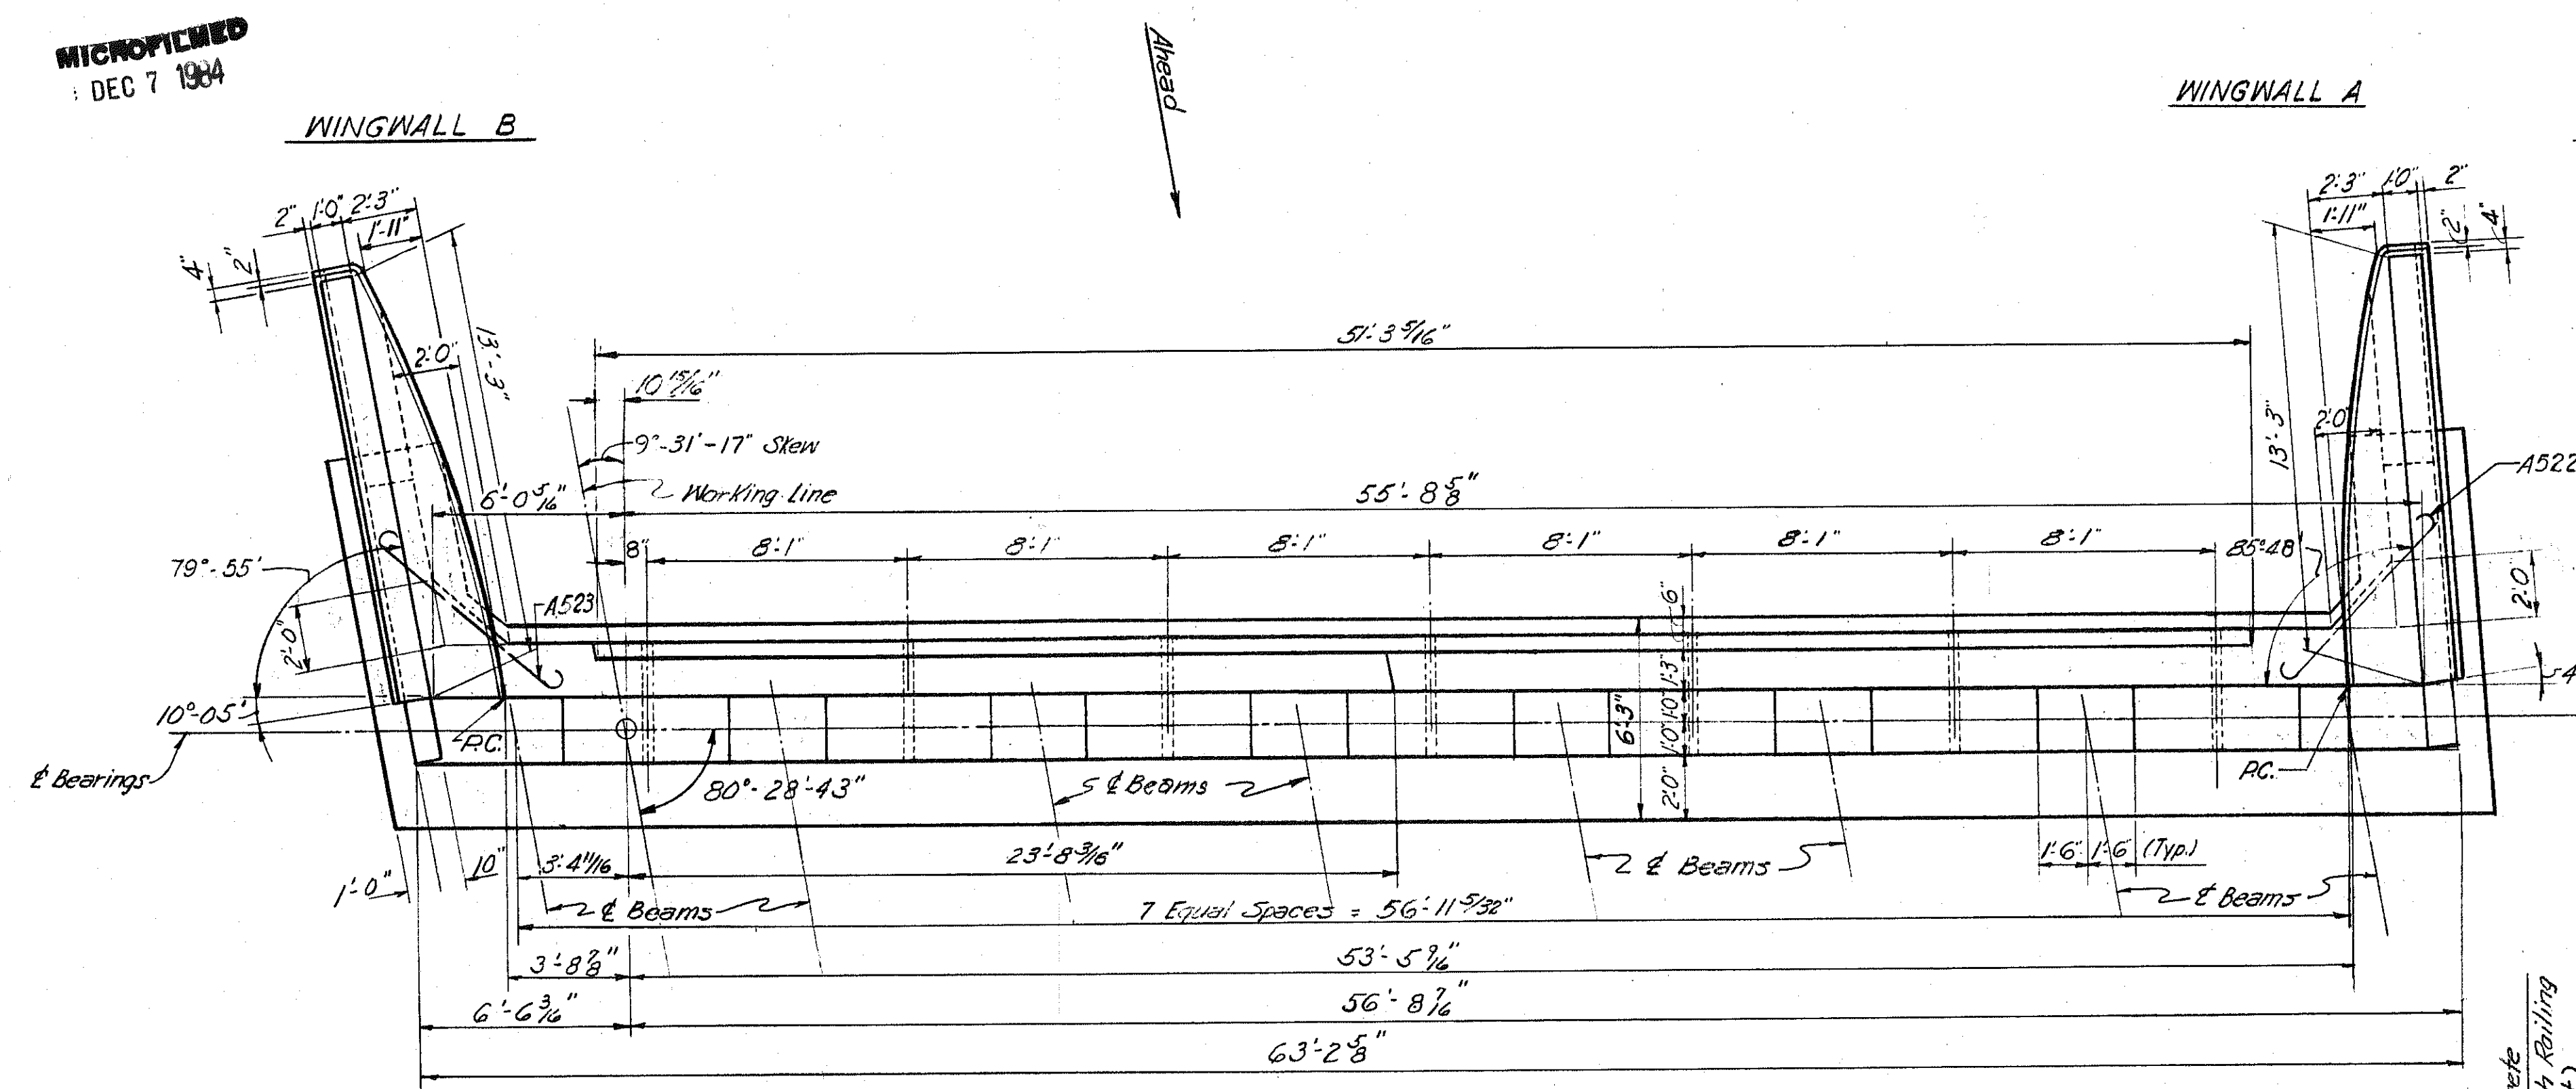 MICROFILMED
DEC 7 1984
WINGWALL B
Ahead
WINGWALL A
2" 1'-0" 2'-3"
1'-11"
4" 2"
2'-0"
13'-3"
2'-3" 1'-0" 2"
1'-11"
2" 4"
2'-0"
13'-3"
51'-3 5/16"
10 15/16"
9°-31'-17" Skew
Working Line
6'-0 5/16"
55'-8 5/8"
A522
8" 8'-1" 8'-1" 8'-1" 8'-1" 8'-1" 8'-1"
85°-48'
79°-55'
2'-0"
A523
2'-0"
6"
1'-3"
1'-0"
1'-0"
2'-0"
6'-3"
10°-05'
P.C.
℄ Bearings
80°-28'-43"
5 ℄ Beams
P.C.
4
1'-0"
10"
3'-4 11/16"
23'-8 3/16"
℄ Beams
℄ Beams
1'-6" 1'-6" (Typ.)
℄ Beams
7 Equal Spaces = 56'-11 5/32"
3'-8 7/8"
53'-5 9/16"
6'-6 3/16"
56'-8 7/16"
63'-2 5/8"
Railing